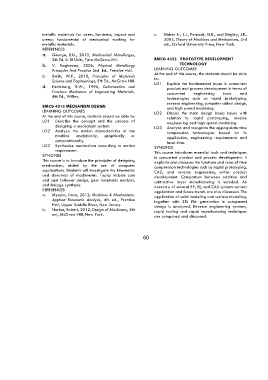 metallic materials for stress, hardness, impact and
creep; fundamental of mechanical working for
metallic materials.
REFERENCES
a. George, E.D., 2013, Mechanical Metallurgy,
3th Ed. in SI Unit, Tata McGraw-Hill.
b. V. Raghavan, 2006, Physical Metallurgy
Principles And Practice 2nd Ed., Prentice Hall.
c. Smith, W.F., 2010, Principles of Materials
Science and Engineering, 5th Ed., McGraw Hill.
d. Hertzberg, R.W., 1996, Deformation and
Fracture Mechanics of Engineering Materials,
4th Ed., Willey.
BMCG 4313 MECHANISM DESIGN
LEARNING OUTCOMES
At the end of this course, students should be able to:
LO1 Describe the concept and the process of
designing a mechanism system
LO2 Analyze the motion characteristics of the
machine analytically, graphically or
computationally.
LO3 Synthesize mechanisms according to motion
requirement.
SYNOPSIS
This course is to introduce the principles of designing
mechanism, aided by the use of computer
applications. Students will investigate the kinematics
and dynamics of machineries. Topics include cam
and cam follower design, gear kinematic analysis,
and linkage synthesis.
REFERENCES
a. Myszka, Dave, 2012, Machines & Mechanisms:
Applied Kinematic Analysis, 4th ed., Prentice
Hall, Upper Saddle River, New Jersey
b. Norton, Robert, 2012, Design of Machinery, 5th
ed., McGraw-Hill, New York.
c. Uicker Jr., J.J., Pennock, G.R., and Shigley, J.E.,
2003, Theory of Machines and Mechanisms, 3rd
ed., Oxford University Press, New York.
BMCG 4333 PROTOTYPE DEVELOPMENT
TECHNOLOGY
LEARNING OUTCOMES
At the end of this course, the students should be able
to:
LO1 Explain the fundamental issues in concurrent
product and process development in terms of
concurrent engineering tools and
technologies such as rapid prototyping,
reverse engineering, computer aided design,
and high speed machining.
LO2 Discuss the main design issues issues with
relation to rapid prototyping, reverse
engineering and high speed machining.
LO3 Analyze and recognize the appropriate time
compression technologies based on its
application, engineering requirements and
lead-time.
SYNOPSIS
This course introduces essential tools and techniques
in concurrent product and process development. It
explains and discusses the functions and roles of time
compression technologies such as rapid prototyping,
CAD, and reverse engineering within product
development. Comparison between additive and
subtractive layer manufacturing is included. An
overview of several RP, RE, and CAD systems current
application and future trends are also discussed. The
application of solid modeling and surface modeling,
together with STL file generation in component
design is analyzed. Reverse engineering systems,
rapid tooling and rapid manufacturing techniques
are compared and discussed.
60